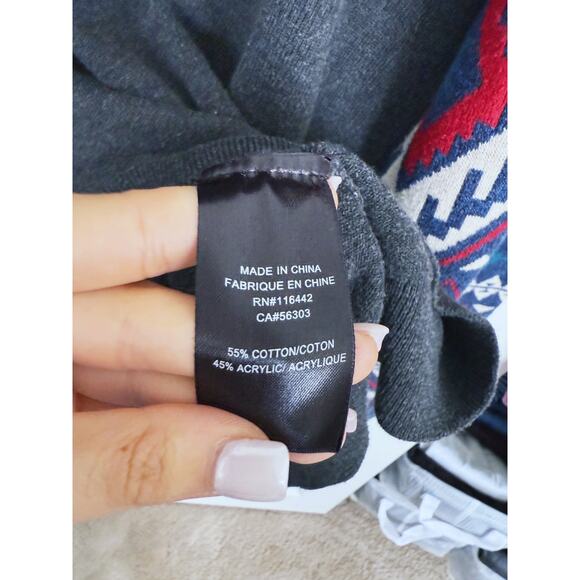 MADE IN CHINA
FABRIQUE EN CHINE
RN#116442
CA#56303
55% COTTON/COTON
45% ACRYLIC/ ACRYLIQUE